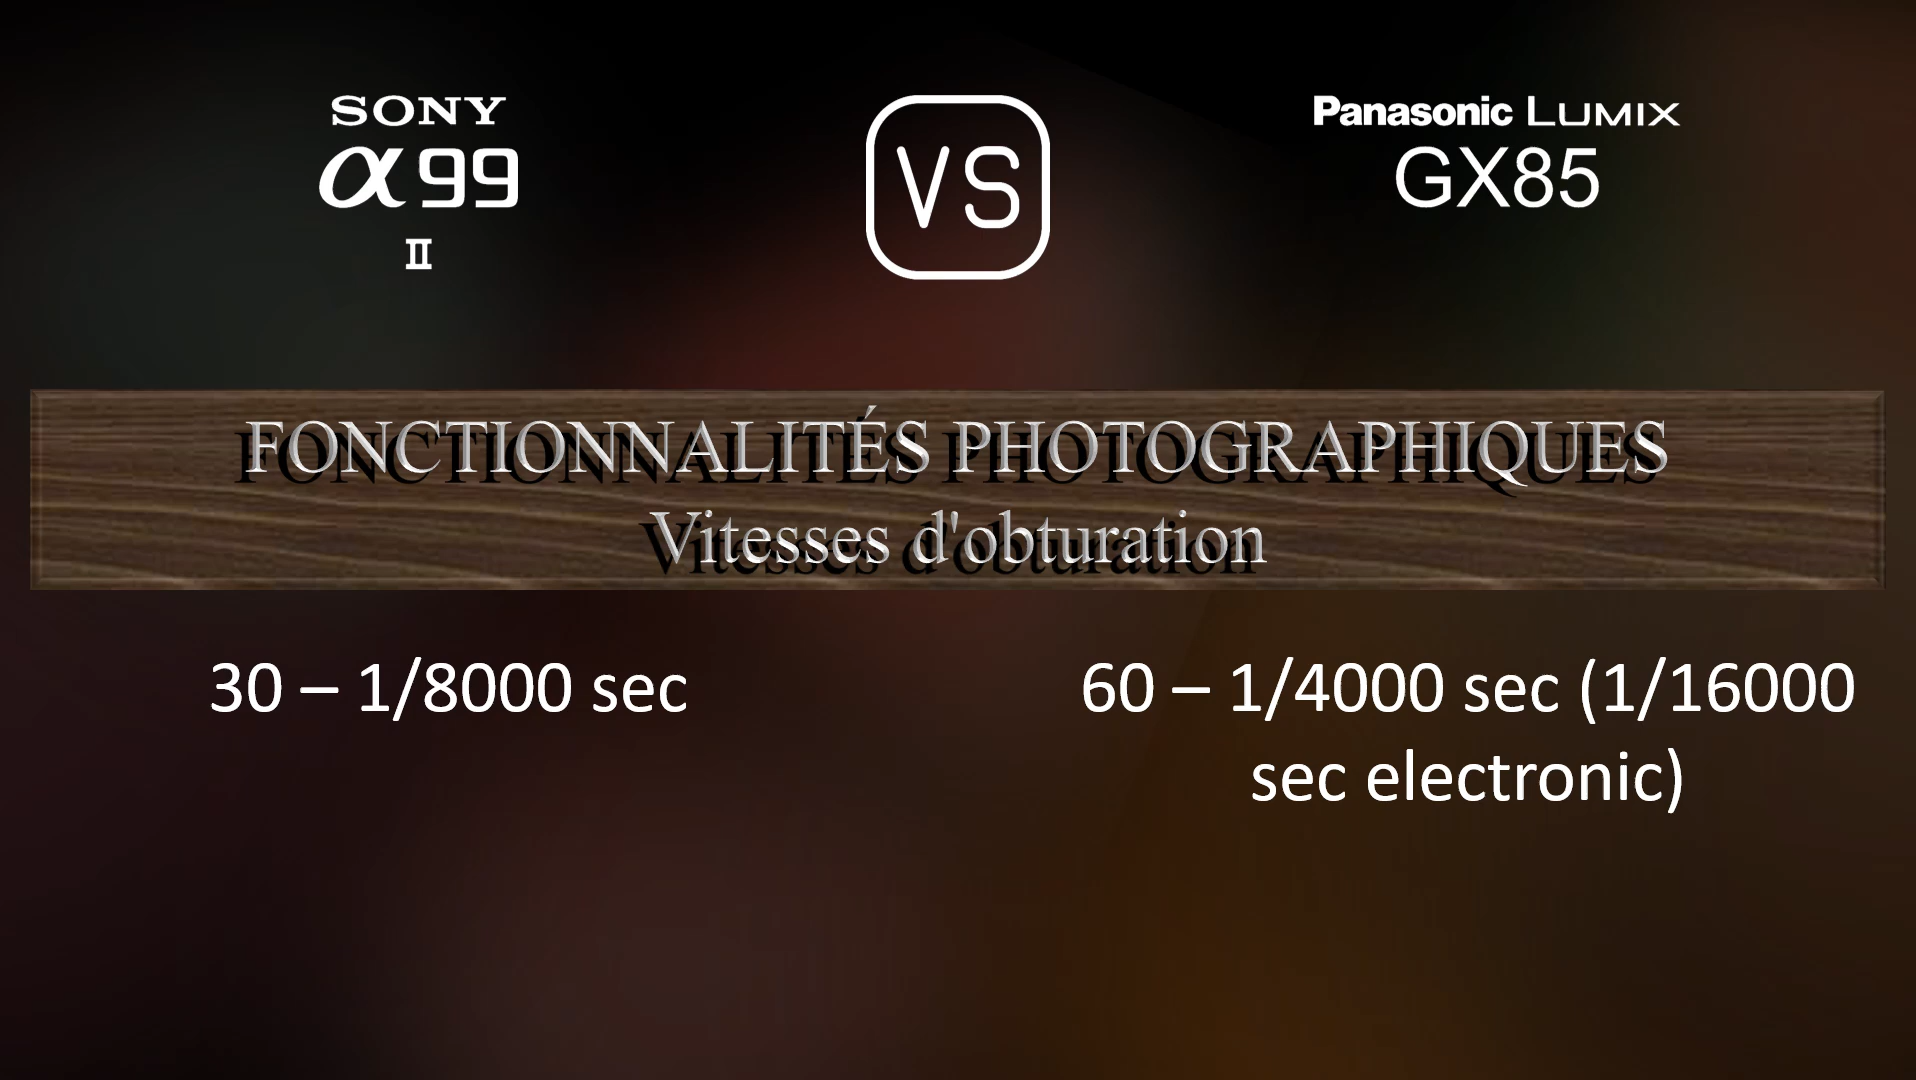 SONY
α99
II
VS
Panasonic LUMIX
GX85
FONCTIONNALITÉS PHOTOGRAPHIQUES
Vitesses d'obturation
30 – 1/8000 sec
60 – 1/4000 sec (1/16000
sec electronic)